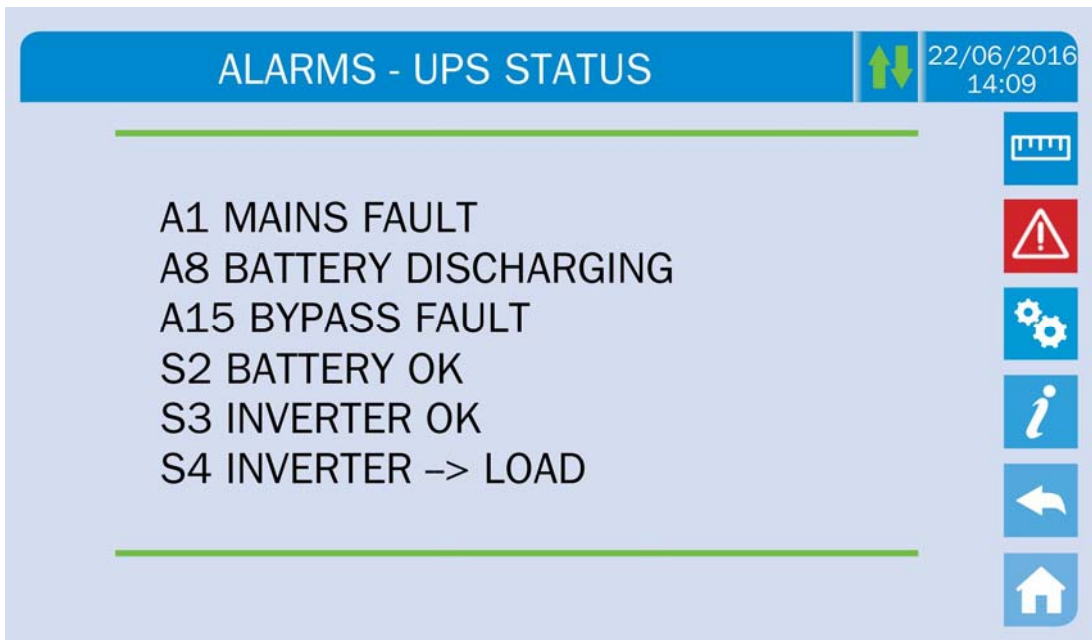 ALARMS - UPS STATUS
22/06/2016
14:09
A1 MAINS FAULT
A8 BATTERY DISCHARGING
A15 BYPASS FAULT
S2 BATTERY OK
S3 INVERTER OK
S4 INVERTER –> LOAD